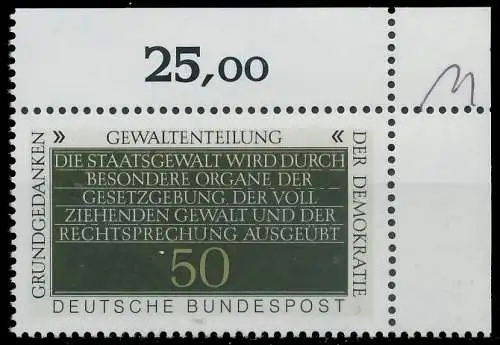 25,00
» GEWALTENTEILUNG «
GRUNDGEDANKEN
DER DEMOKRATIE
DIE STAATSGEWALT WIRD DURCH
BESONDERE ORGANE DER
GESETZGEBUNG, DER VOLL
ZIEHENDEN GEWALT UND DER
RECHTSPRECHUNG AUSGEÜBT
50
DEUTSCHE BUNDESPOST